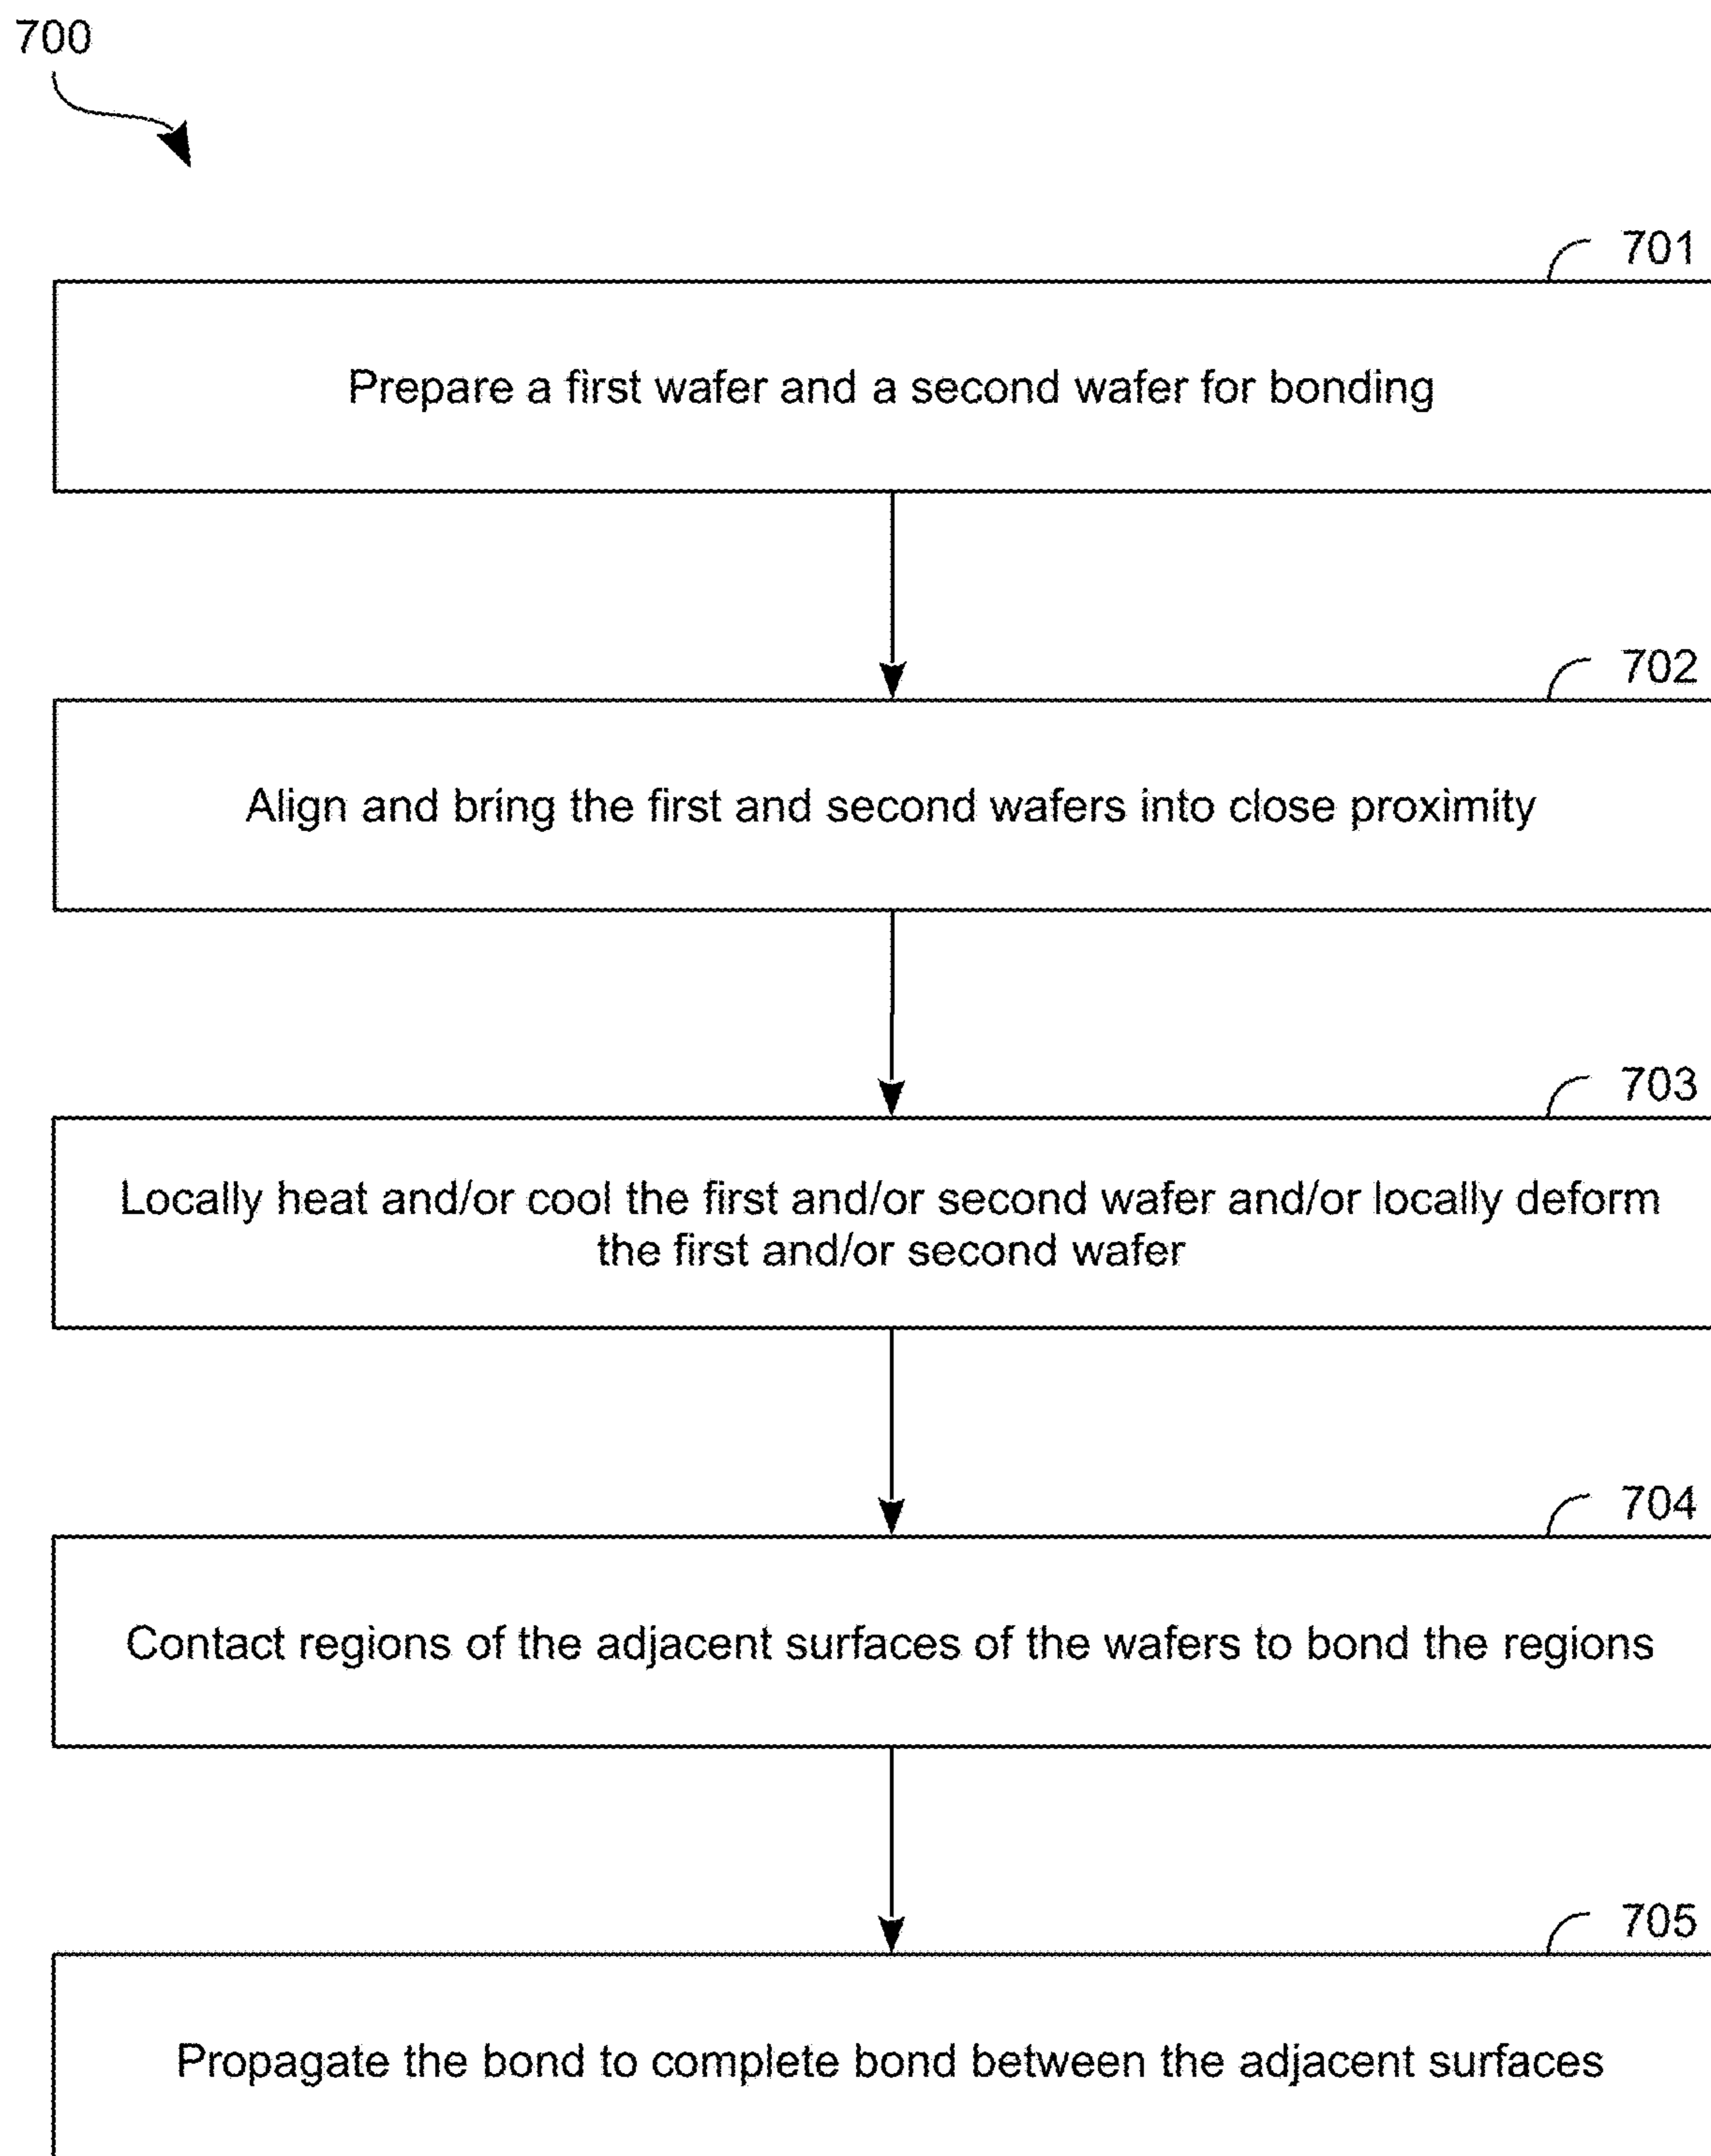 700
701
Prepare a first wafer and a second wafer for bonding
702
Align and bring the first and second wafers into close proximity
703
Locally heat and/or cool the first and/or second wafer and/or locally deform
the first and/or second wafer
704
Contact regions of the adjacent surfaces of the wafers to bond the regions
705
Propagate the bond to complete bond between the adjacent surfaces